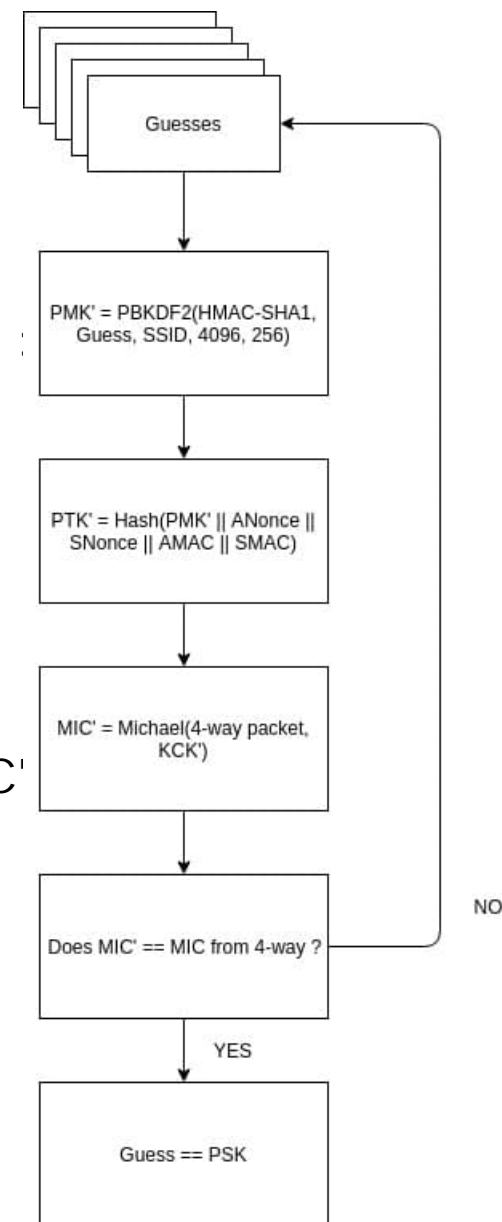 Guesses
PMK' = PBKDF2(HMAC-SHA1,
Guess, SSID, 4096, 256)
PTK' = Hash(PMK' || ANonce ||
SNonce || AMAC || SMAC)
MIC' = Michael(4-way packet,
KCK')
C'
Does MIC' == MIC from 4-way ?
NO
YES
Guess == PSK